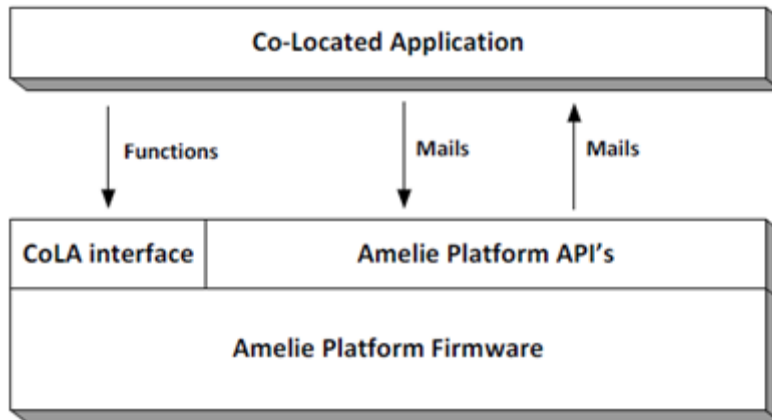 Co-Located Application
Functions
Mails
Mails
CoLA interface
Amelie Platform API's
Amelie Platform Firmware